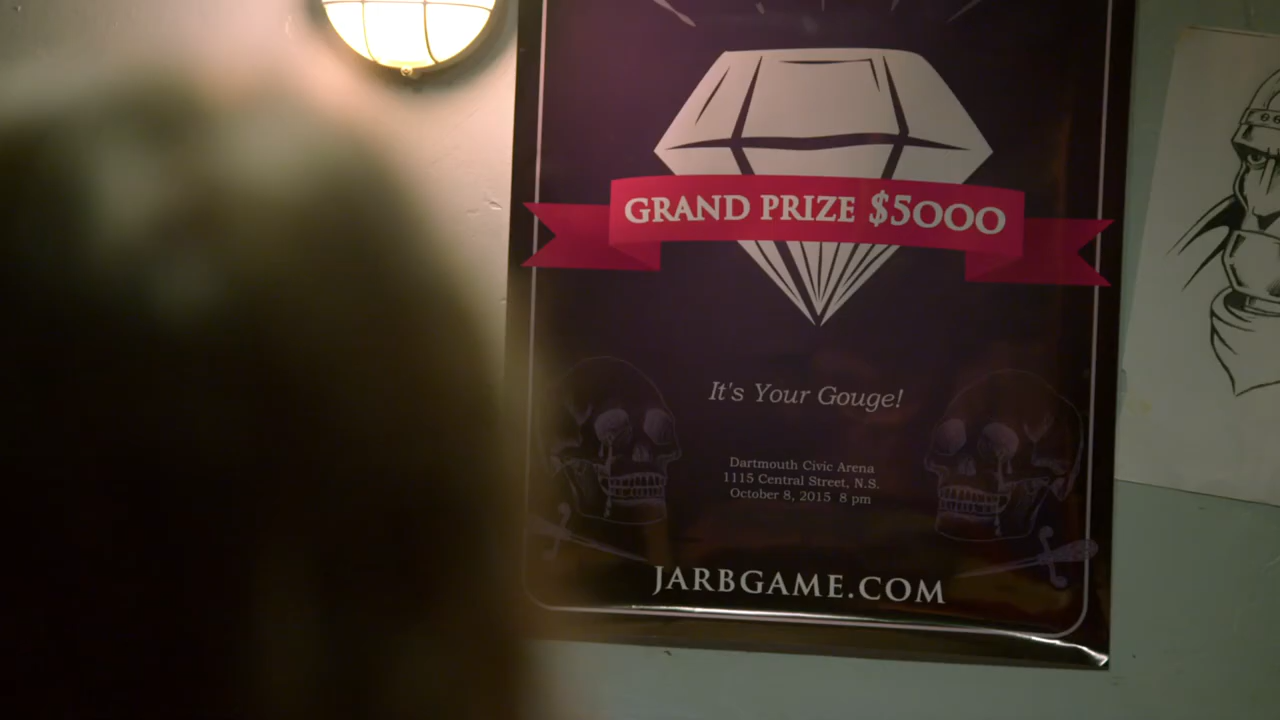 GRAND PRIZE $5000
It's Your Gouge!
Dartmouth Civic Arena
1115 Central Street, N.S.
October 8, 2015 8 pm
JARBGAME.COM